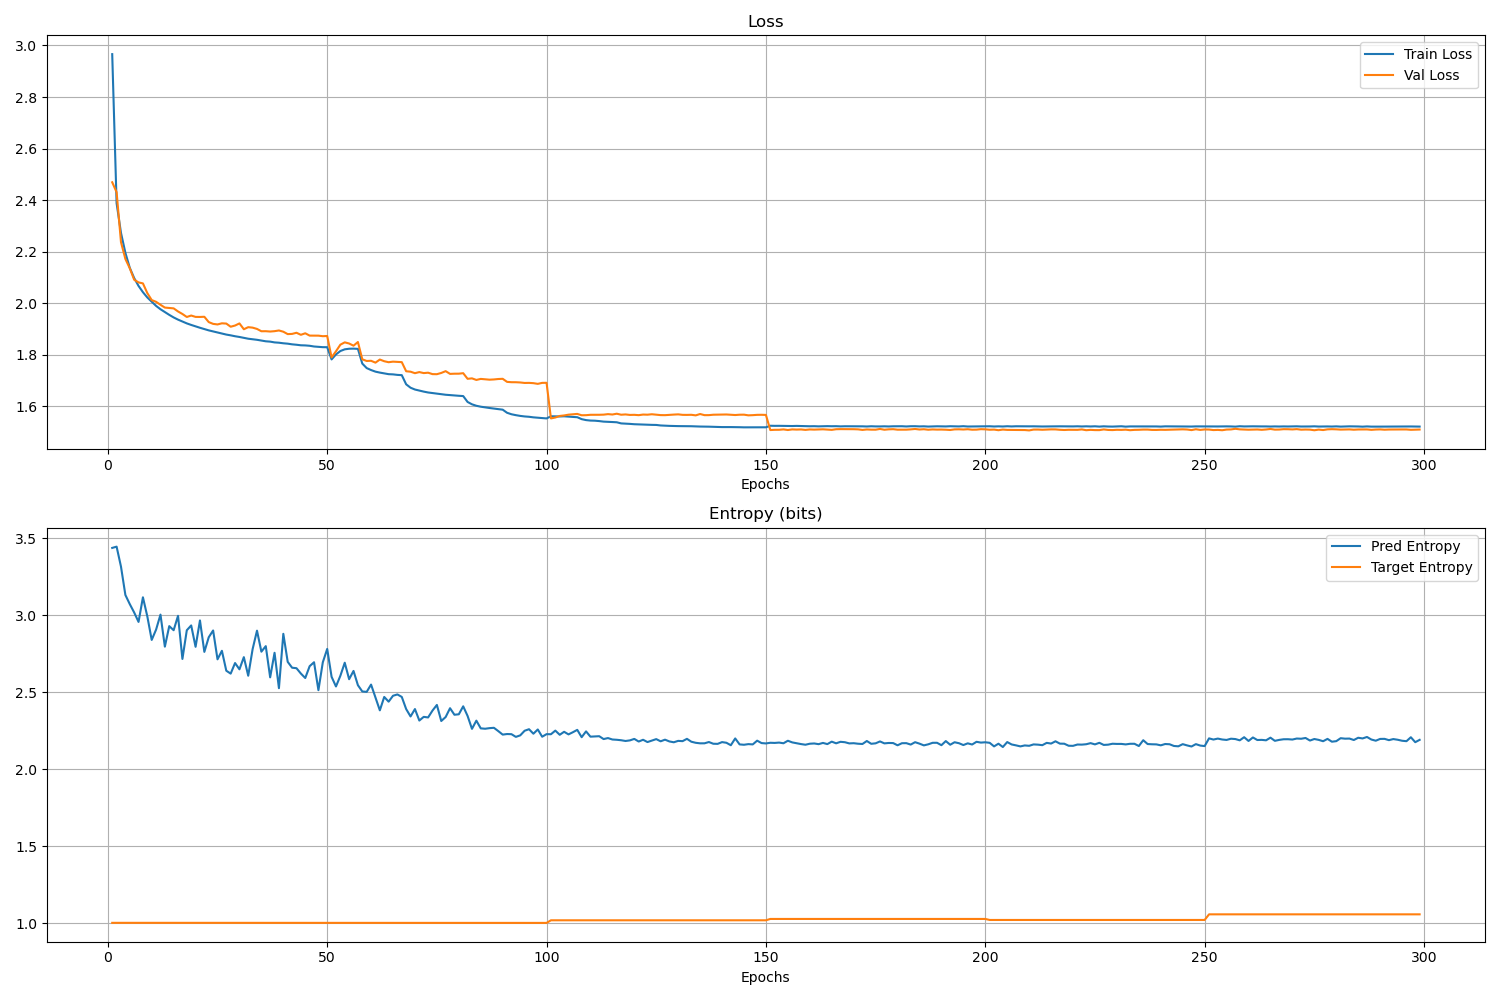 Loss
3.0
2.8
2.6
2.4
2.2
2.0
1.8
1.6
Train Loss
Val Loss
0 50 100 150 200 250 300
Epochs
Entropy (bits)
3.5
3.0
2.5
2.0
1.5
1.0
Pred Entropy
Target Entropy
0 50 100 150 200 250 300
Epochs